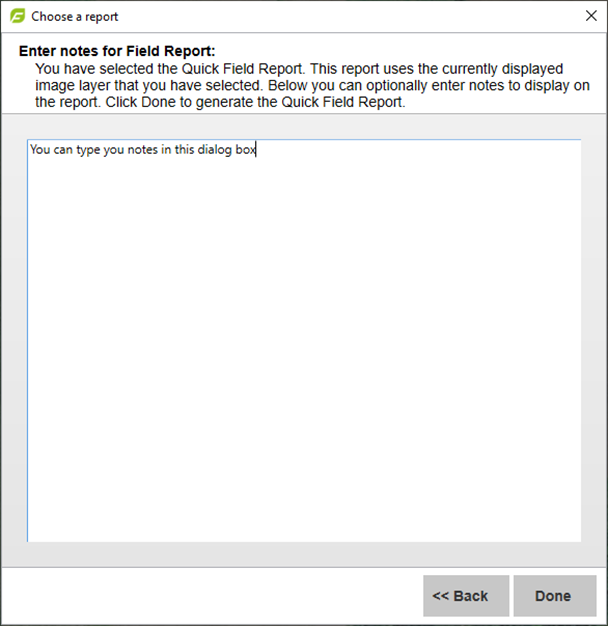 Choose a report
Enter notes for Field Report:
You have selected the Quick Field Report. This report uses the currently displayed
image layer that you have selected. Below you can optionally enter notes to display on
the report. Click Done to generate the Quick Field Report.
You can type you notes in this dialog box
<< Back
Done